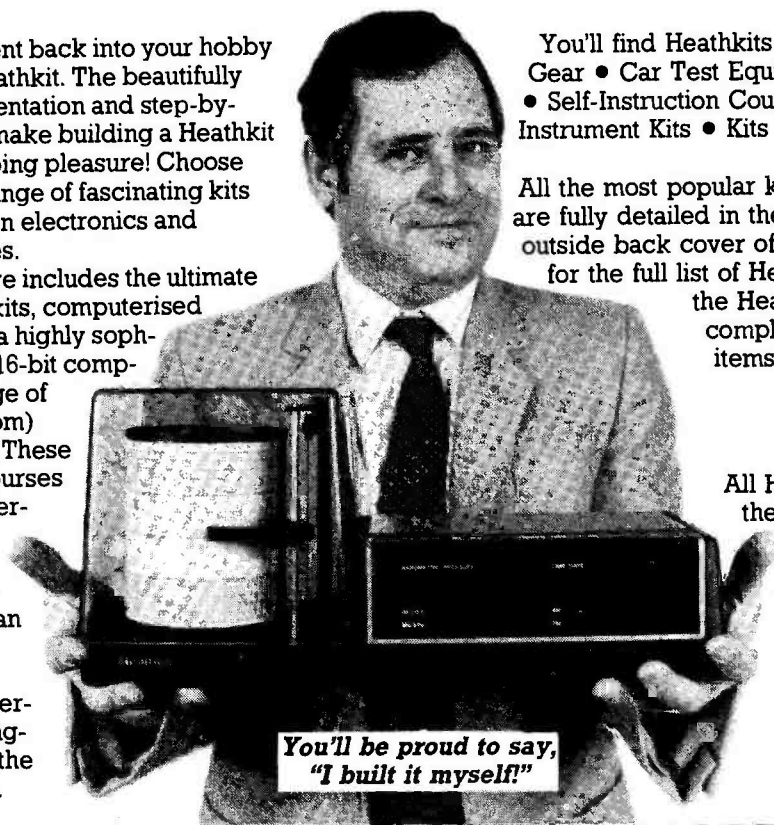 ent back into your hobby
eathkit. The beautifully
entation and step-by-
make building a Heathkit
bing pleasure! Choose
nge of fascinating kits
n electronics and
es.
re includes the ultimate
kits, computerised
a highly soph-
16-bit comp-
ge of
om)
These
ourses
er-
an
er-
ng-
the
You'll find Heathkits
Gear ● Car Test Equ
● Self-Instruction Cou
Instrument Kits ● Kits
All the most popular k
are fully detailed in the
outside back cover of
for the full list of He
the Hea
compl
items
All H
the
You'll be proud to say,
"I built it myself!"